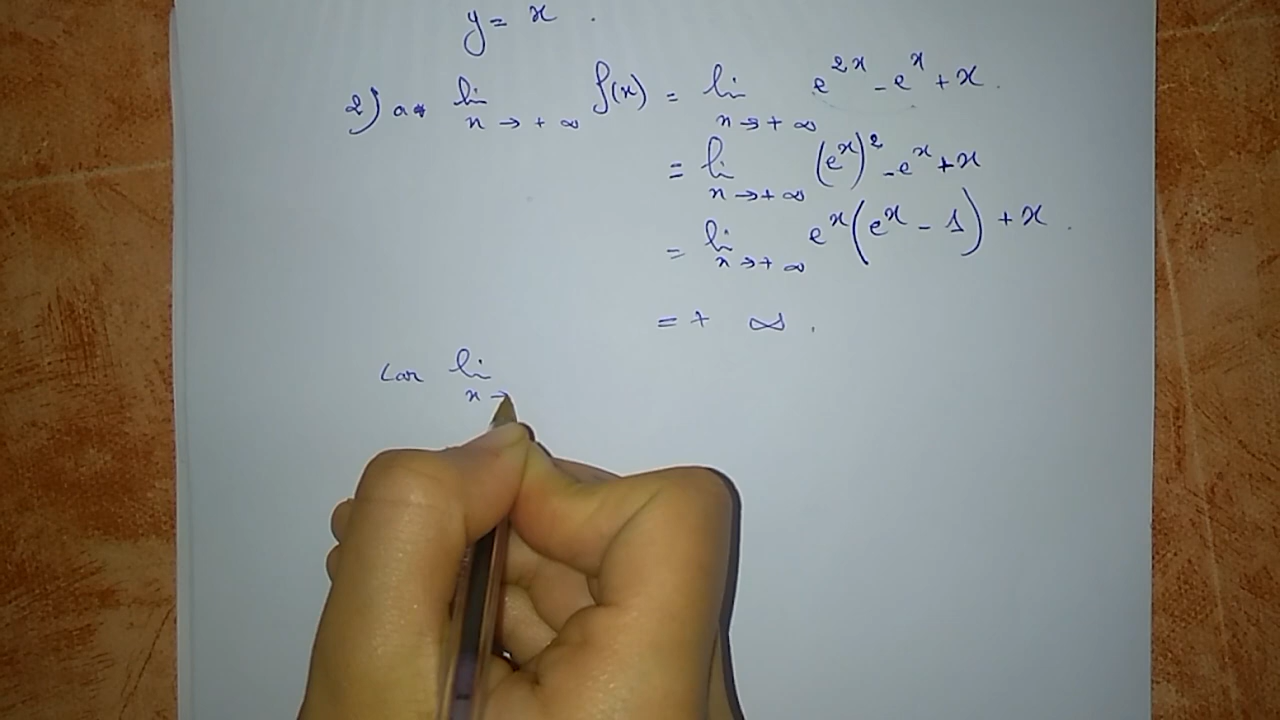 y = x .
2) a• lim x→+∞ f(x) = lim x→+∞ e^{2x} - e^x + x .
= lim x→+∞ (e^x)^2 - e^x + x
= lim x→+∞ e^x(e^x - 1) + x .
= + ∞ .
Car lim x→